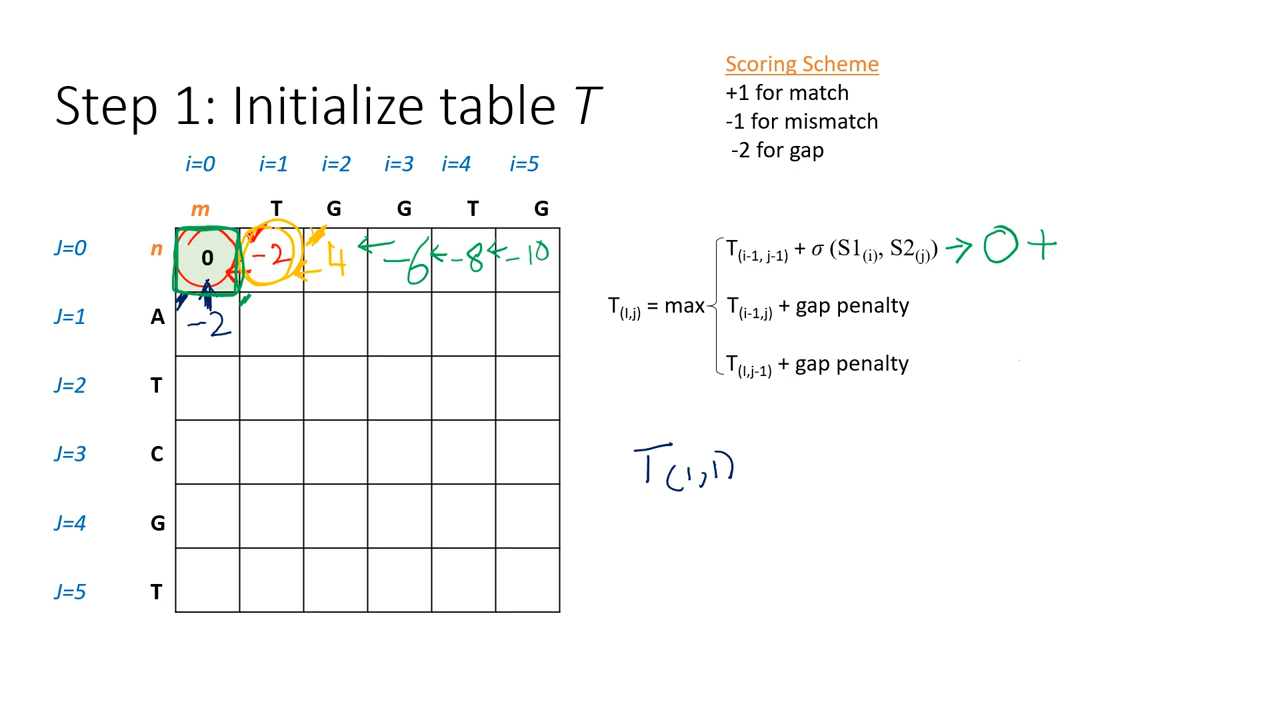 Scoring Scheme
+1 for match
-1 for mismatch
-2 for gap
Step 1: Initialize table T
i=0 i=1 i=2 i=3 i=4 i=5
m T G G T G
J=0 n 0 -2 4 -6 -8 -10
J=1 A -2
J=2 T
J=3 C
J=4 G
J=5 T
T(i-1, j-1) + σ (S1(i), S2(j)) → 0 +
T(I,j) = max T(i-1,j) + gap penalty
T(I,j-1) + gap penalty
T(1,1)